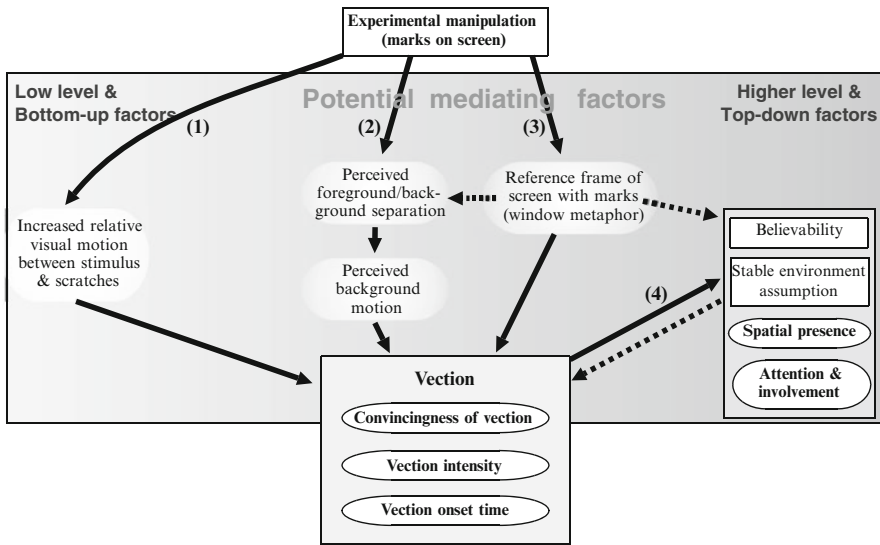 Experimental manipulation
(marks on screen)
Low level &
Bottom-up factors
Potential mediating factors
Higher level &
Top-down factors
(1)
(2)
(3)
Perceived
foreground/back-
ground separation
Reference frame of
screen with marks
(window metaphor)
Increased relative
visual motion
between stimulus
& scratches
Perceived
background
motion
(4)
Believability
Stable environment
assumption
Spatial presence
Attention &
involvement
Vection
Convincingness of vection
Vection intensity
Vection onset time